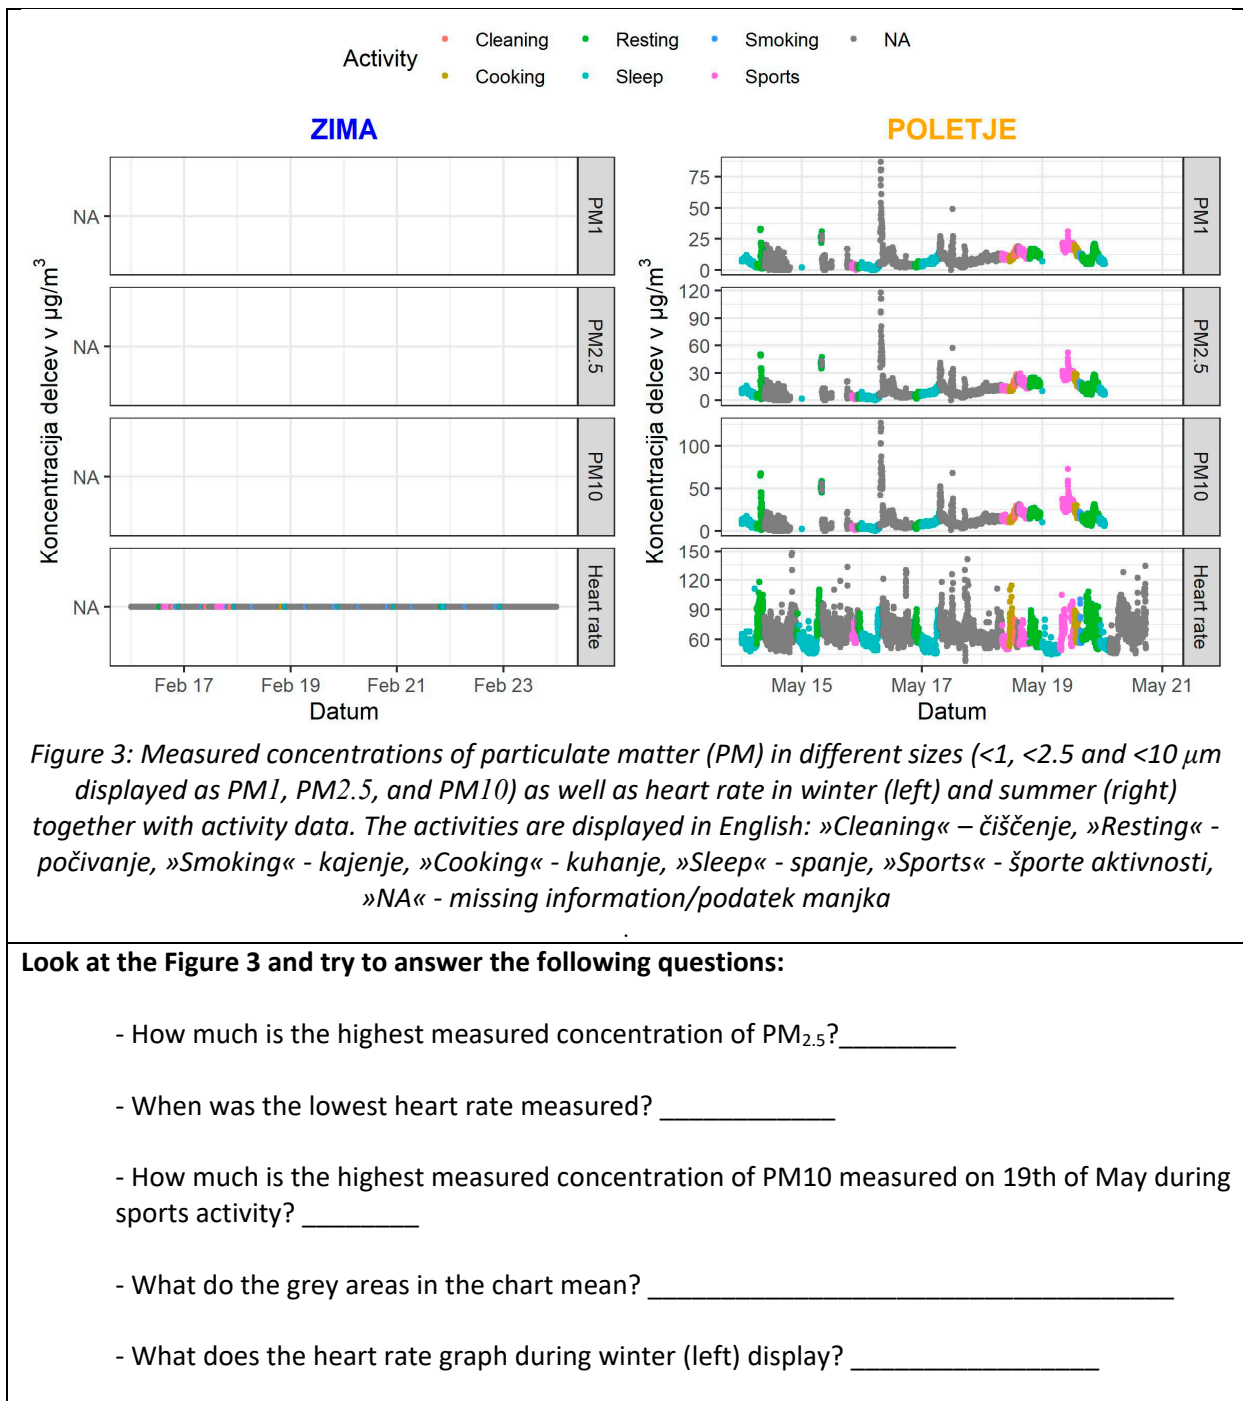 Activity
Cleaning Resting Smoking NA
Cooking Sleep Sports
ZIMA
Koncentracija delcev v µg/m³
NA
PM1
NA
PM2.5
NA
PM10
NA
Heart rate
Feb 17 Feb 19 Feb 21 Feb 23
Datum
POLETJE
Koncentracija delcev v µg/m³
75
50
25
0
PM1
120
90
60
30
0
PM2.5
100
50
0
PM10
150
120
90
60
Heart rate
May 15 May 17 May 19 May 21
Datum
Figure 3: Measured concentrations of particulate matter (PM) in different sizes (<1, <2.5 and <10 µm
displayed as PM1, PM2.5, and PM10) as well as heart rate in winter (left) and summer (right)
together with activity data. The activities are displayed in English: »Cleaning« – čiščenje, »Resting« -
počivanje, »Smoking« - kajenje, »Cooking« - kuhanje, »Sleep« - spanje, »Sports« - športe aktivnosti,
»NA« - missing information/podatek manjka
.
Look at the Figure 3 and try to answer the following questions:
- How much is the highest measured concentration of PM2.5?________
- When was the lowest heart rate measured? ____________
- How much is the highest measured concentration of PM10 measured on 19th of May during
sports activity? ________
- What do the grey areas in the chart mean? ____________________________________
- What does the heart rate graph during winter (left) display? _________________